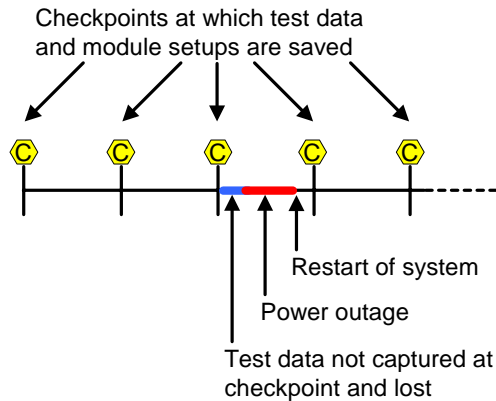 Checkpoints at which test data
and module setups are saved
C C C C C
Restart of system
Power outage
Test data not captured at
checkpoint and lost